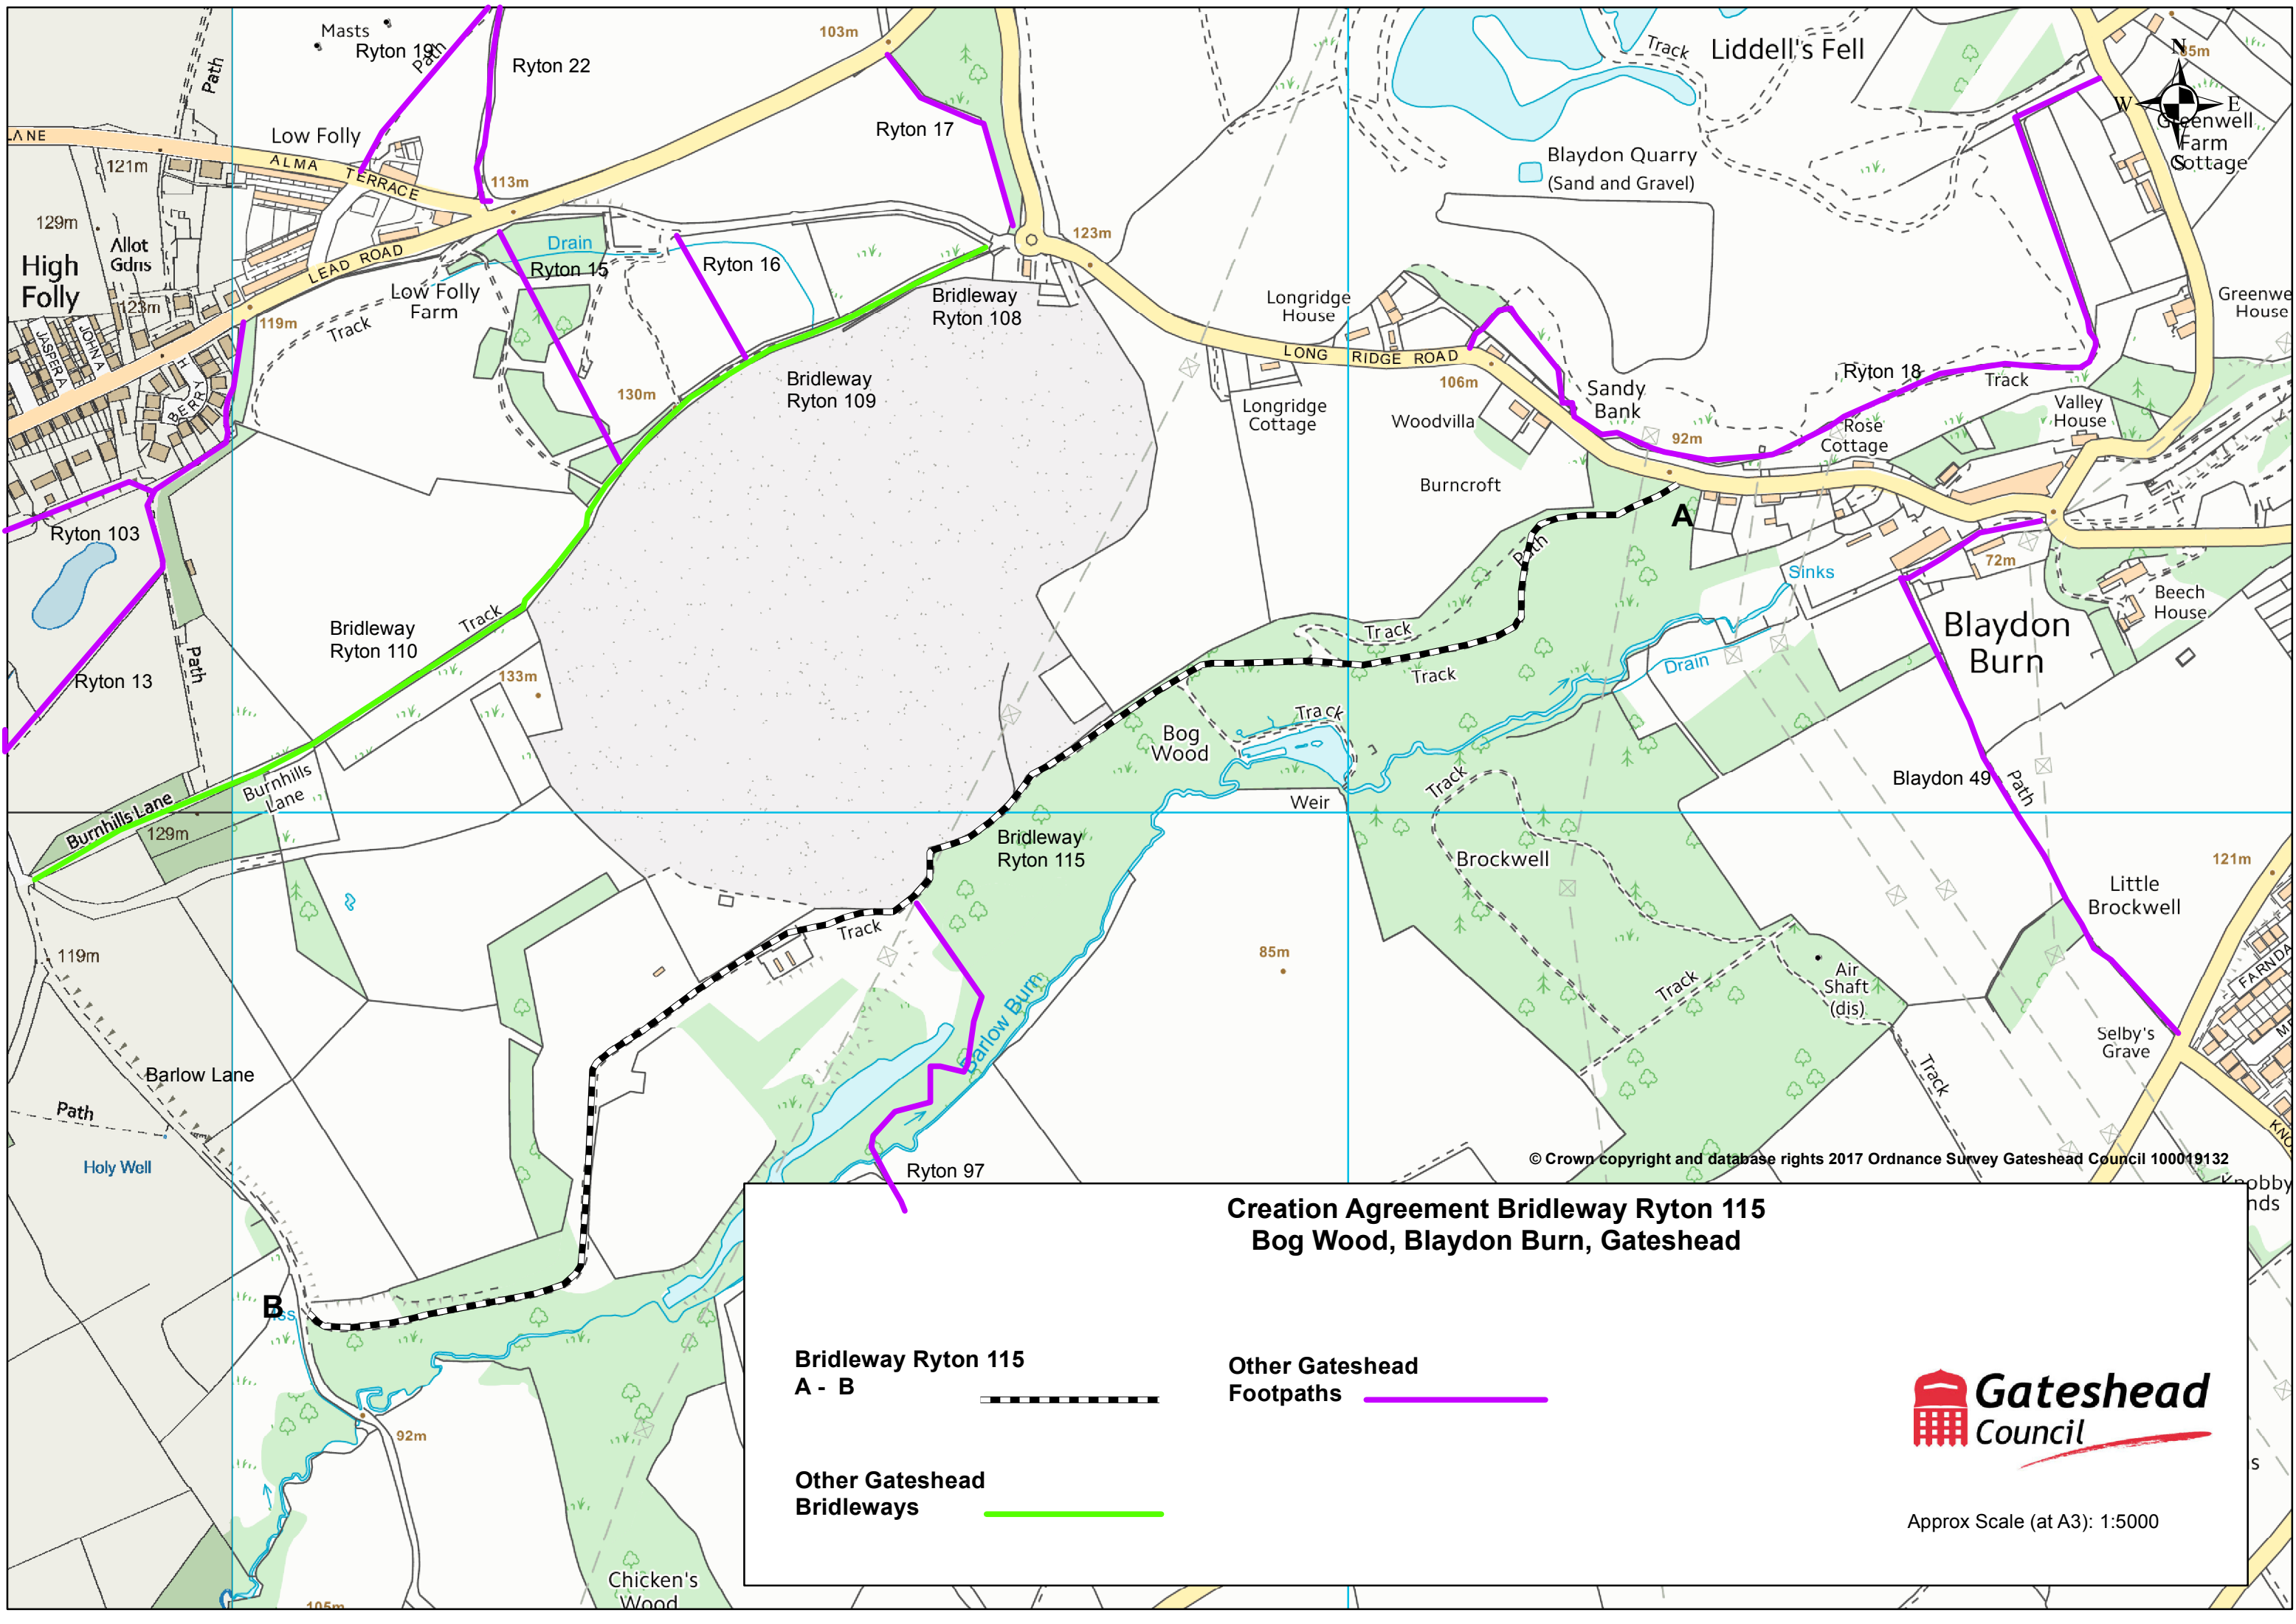 Masts
Ryton 19
Path
Path
Ryton 22
103m
Ryton 17
Track
Liddell's Fell
85m
N
W
E
S
Greenwell
Farm
Cottage
LANE
Low Folly
121m
ALMA TERRACE
113m
Blaydon Quarry
(Sand and Gravel)
129m
Allot
Gdns
High
Folly
LEAD ROAD
Drain
Ryton 15
Ryton 16
123m
Low Folly
Farm
123m
119m
Track
JASPER A
JOHN A
BERRY H
Bridleway
Ryton 108
Longridge
House
Greenwe
House
LONG RIDGE ROAD
106m
Bridleway
Ryton 109
130m
Longridge
Cottage
Woodvilla
Sandy
Bank
Ryton 18
Track
Valley
House
92m
Rose
Cottage
Burncroft
A
Ryton 103
Path
72m
Sinks
Beech
House
Bridleway
Ryton 110
Track
Track
Track
Blaydon
Burn
Drain
Path
Ryton 13
133m
Bog
Wood
Track
Track
Weir
Blaydon 49
Path
Burnhills
Lane
Burnhills Lane
129m
Bridleway
Ryton 115
Brockwell
121m
Little
Brockwell
Track
119m
85m
Air
Shaft
(dis)
Track
FARNDA
Barlow Burn
Selby's
Grave
Track
Barlow Lane
Path
Holy Well
Ryton 97
KNO
© Crown copyright and database rights 2017 Ordnance Survey Gateshead Council 100019132
Knobby
nds
Creation Agreement Bridleway Ryton 115
Bog Wood, Blaydon Burn, Gateshead
B
Iss
Bridleway Ryton 115
A - B
Other Gateshead
Footpaths
Gateshead
Council
92m
s
Other Gateshead
Bridleways
Approx Scale (at A3): 1:5000
Chicken's
Wood
105m